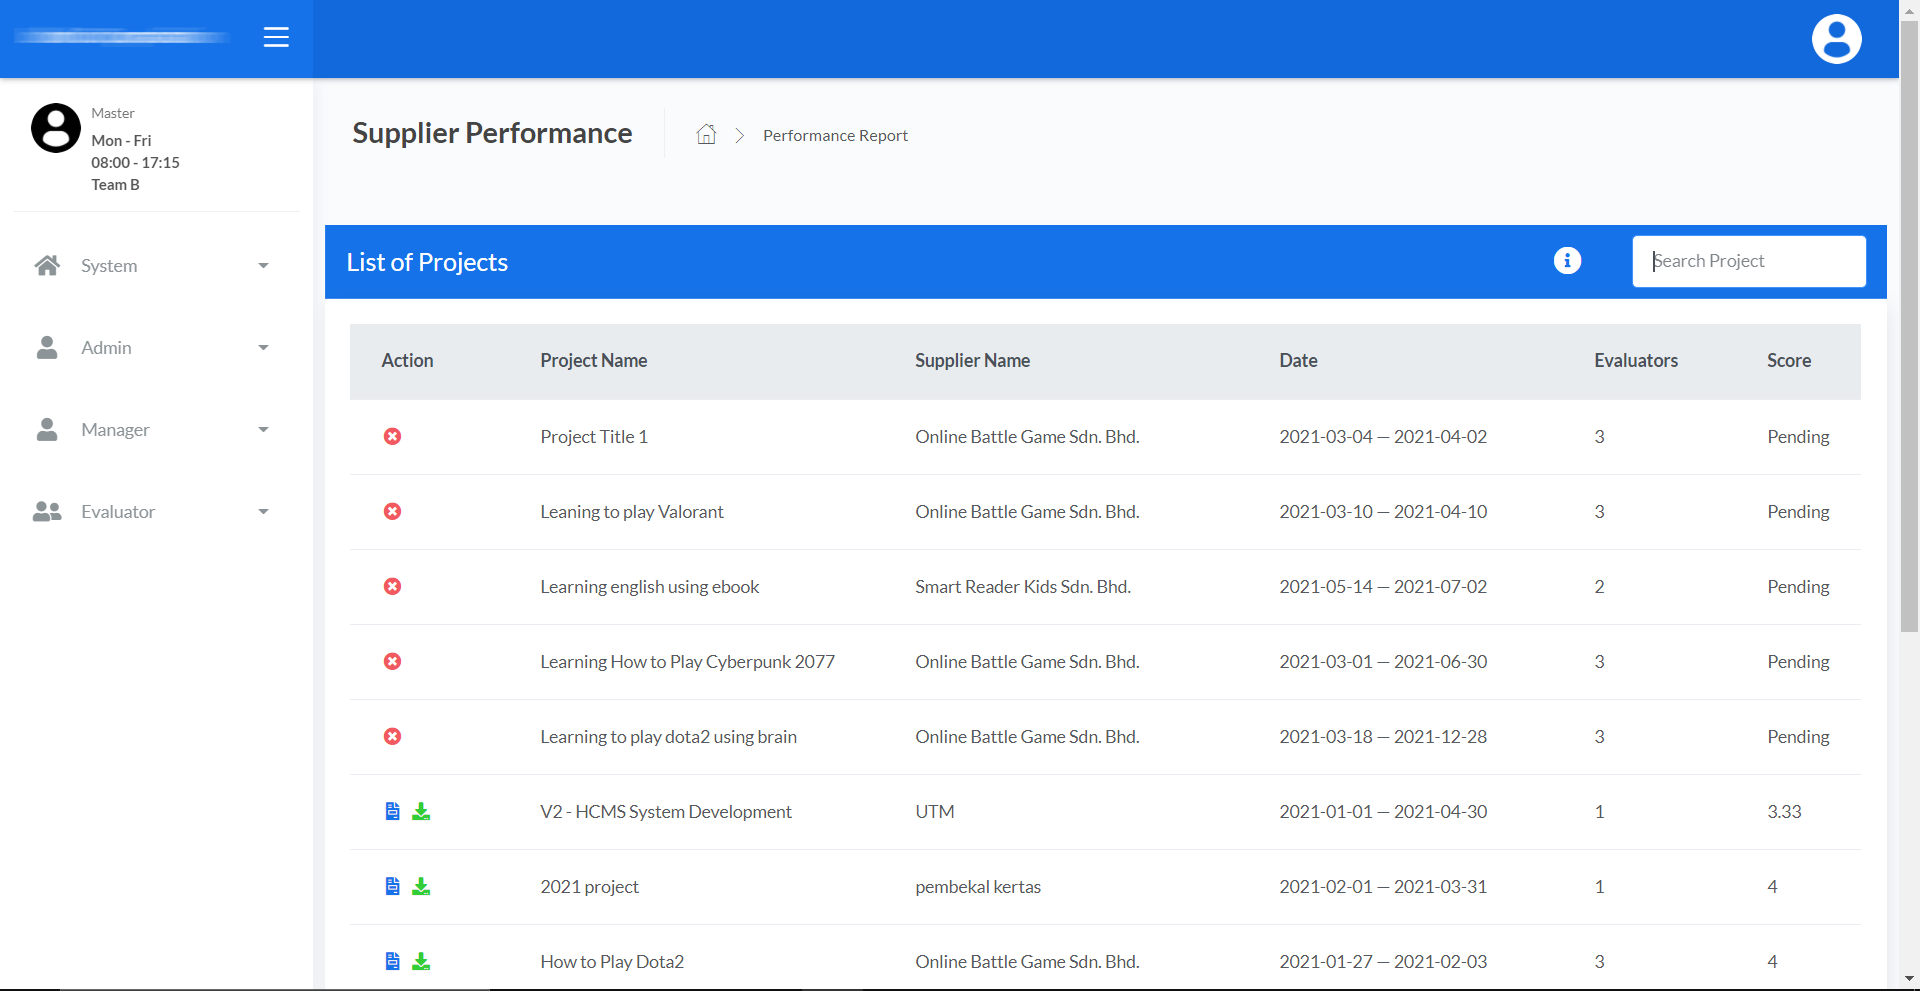 Master
Mon - Fri
08:00 - 17:15
Team B
System
Admin
Manager
Evaluator
Supplier Performance
Performance Report
List of Projects
Search Project
Action Project Name Supplier Name Date Evaluators Score
Project Title 1 Online Battle Game Sdn. Bhd. 2021-03-04 — 2021-04-02 3 Pending
Leaning to play Valorant Online Battle Game Sdn. Bhd. 2021-03-10 — 2021-04-10 3 Pending
Learning english using ebook Smart Reader Kids Sdn. Bhd. 2021-05-14 — 2021-07-02 2 Pending
Learning How to Play Cyberpunk 2077 Online Battle Game Sdn. Bhd. 2021-03-01 — 2021-06-30 3 Pending
Learning to play dota2 using brain Online Battle Game Sdn. Bhd. 2021-03-18 — 2021-12-28 3 Pending
V2 - HCMS System Development UTM 2021-01-01 — 2021-04-30 1 3.33
2021 project pembekal kertas 2021-02-01 — 2021-03-31 1 4
How to Play Dota2 Online Battle Game Sdn. Bhd. 2021-01-27 — 2021-02-03 3 4